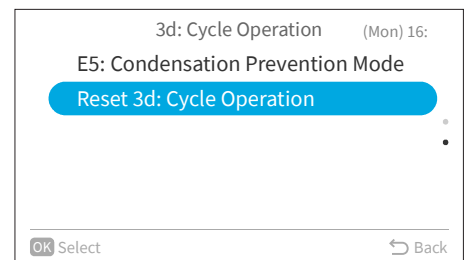 3d: Cycle Operation (Mon) 16:
E5: Condensation Prevention Mode
Reset 3d: Cycle Operation
OK Select Back